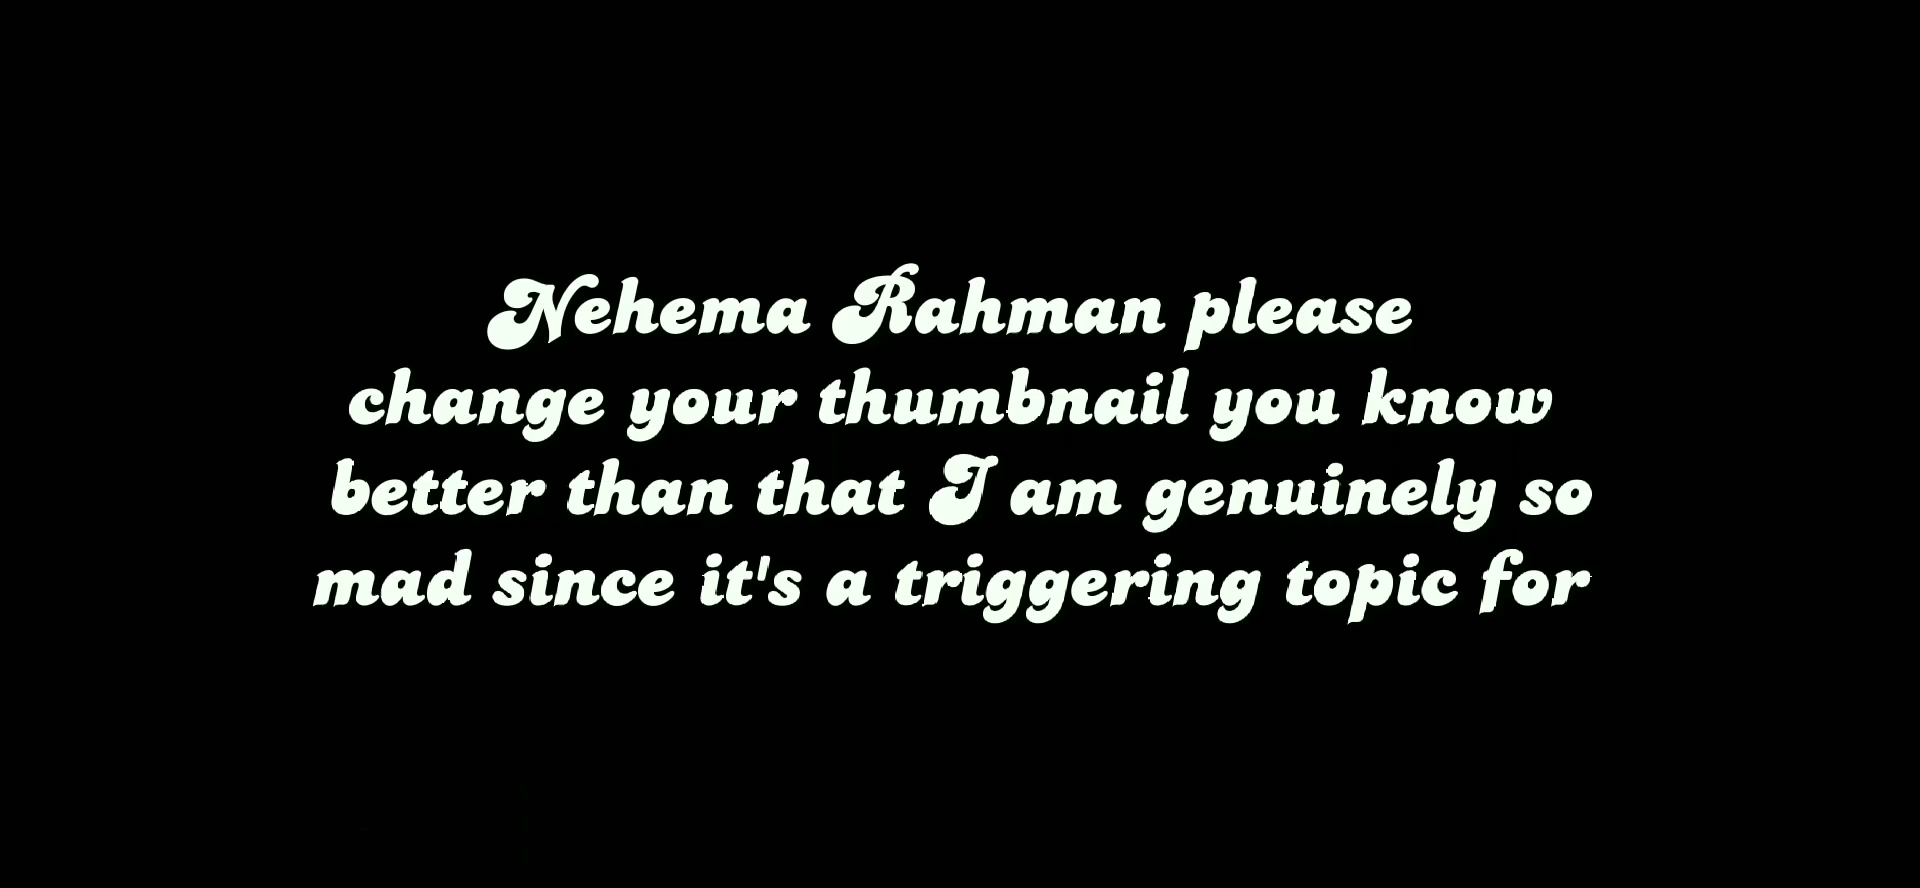 Nehema Rahman please
change your thumbnail you know
better than that I am genuinely so
mad since it's a triggering topic for